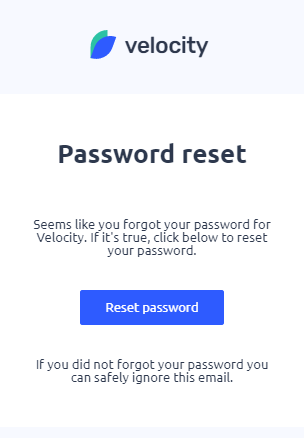 velocity
Password reset
Seems like you forgot your password for
Velocity. If it's true, click below to reset
your password.
Reset password
If you did not forgot your password you
can safely ignore this email.